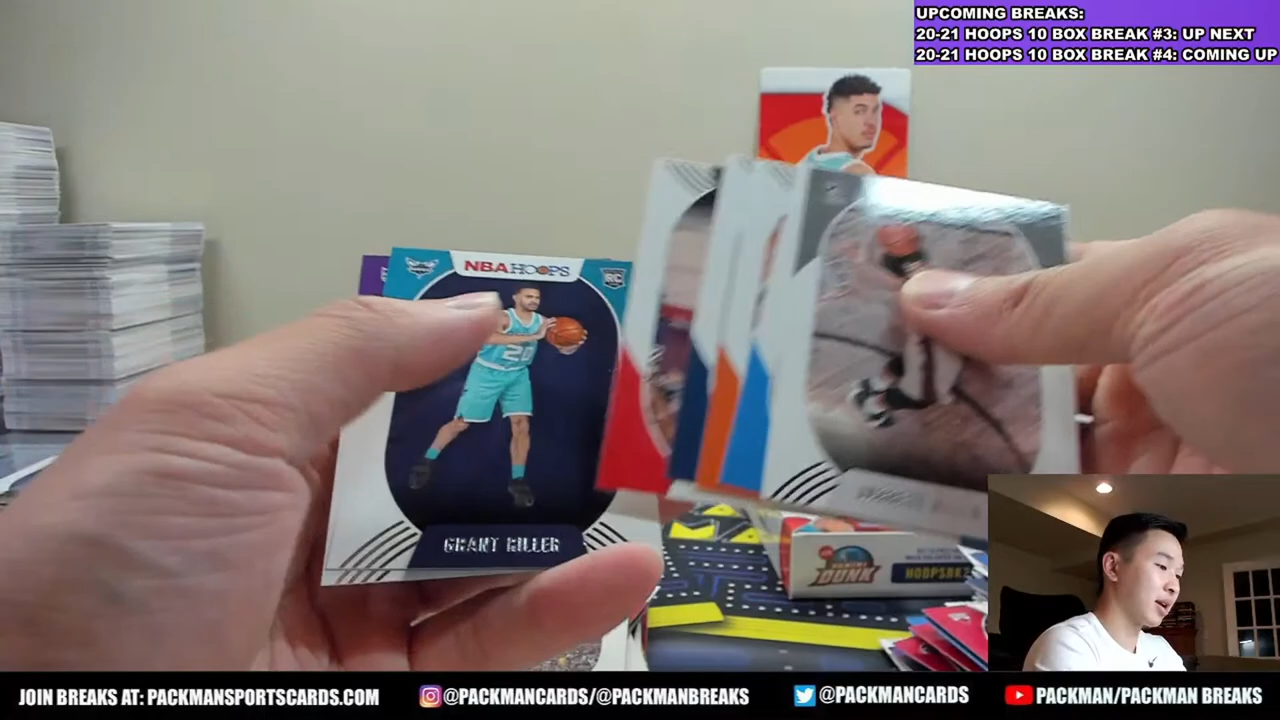 UPCOMING BREAKS:
20-21 HOOPS 10 BOX BREAK #3: UP NEXT
20-21 HOOPS 10 BOX BREAK #4: COMING UP
NBA HOOPS
RC
20
GRANT RILLER
DUNK
JOIN BREAKS AT: PACKMANSPORTSCARDS.COM
@PACKMANCARDS/@PACKMANBREAKS
@PACKMANCARDS
PACKMAN/PACKMAN BREAKS